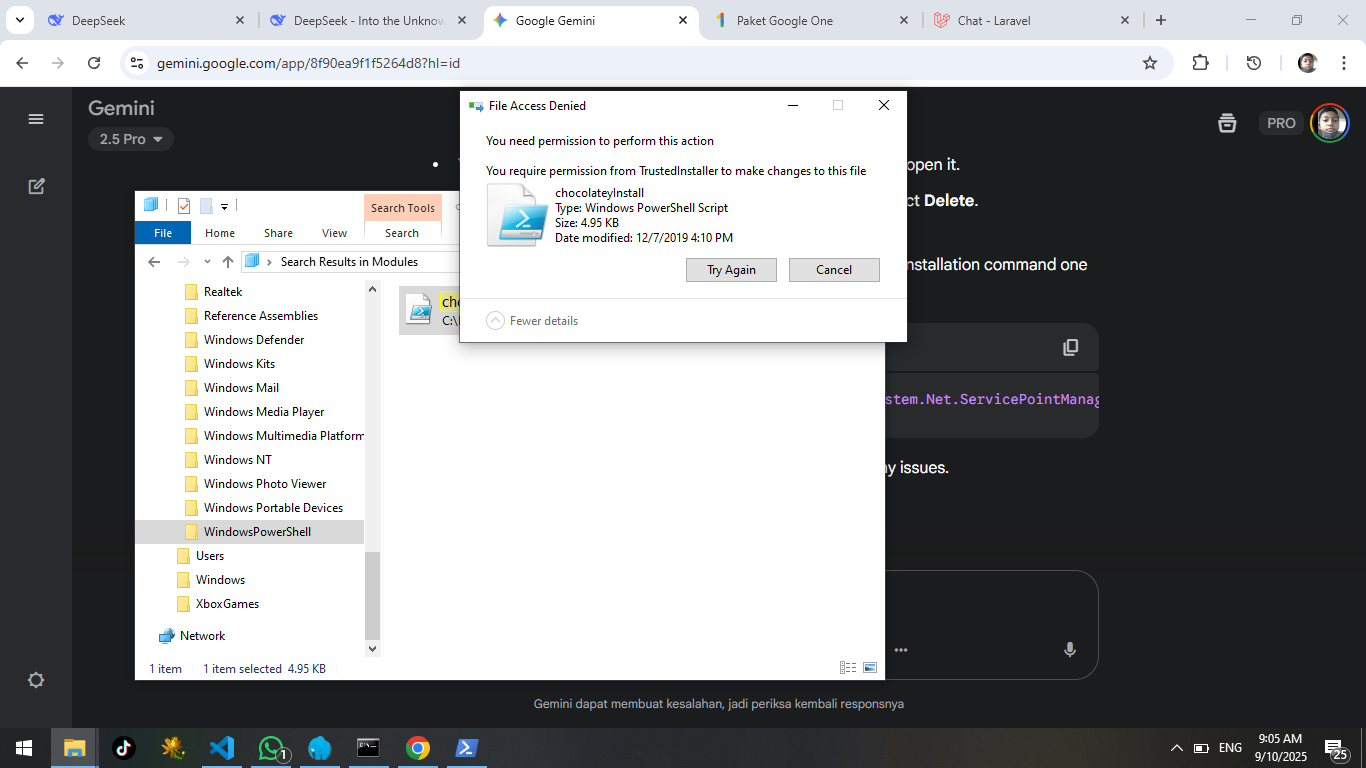 DeepSeek
DeepSeek - Into the Unknow
Google Gemini
Paket Google One
Chat - Laravel
gemini.google.com/app/8f90ea9f1f5264d8?hl=id
Gemini
2.5 Pro
PRO
File Access Denied
You need permission to perform this action
You require permission from TrustedInstaller to make changes to this file
chocolateyInstall
Type: Windows PowerShell Script
Size: 4.95 KB
Date modified: 12/7/2019 4:10 PM
Try Again
Cancel
Fewer details
open it.
ct Delete.
nstallation command one
stem.Net.ServicePointManag
ny issues.
Search Tools
File
Home
Share
View
Search
Search Results in Modules
Realtek
Reference Assemblies
Windows Defender
Windows Kits
Windows Mail
Windows Media Player
Windows Multimedia Platform
Windows NT
Windows Photo Viewer
Windows Portable Devices
WindowsPowerShell
Users
Windows
XboxGames
Network
cho
C:\
1 item
1 item selected 4.95 KB
Gemini dapat membuat kesalahan, jadi periksa kembali responsnya
1
ENG
9:05 AM
9/10/2025
25